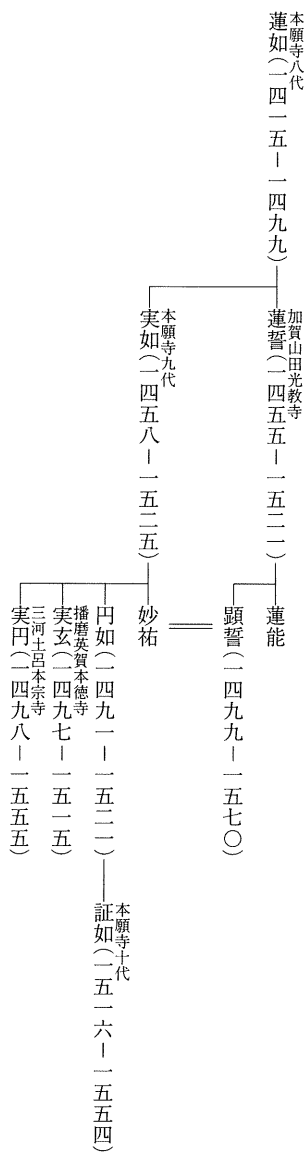 本願寺八代
蓮如(一四一五－一四九九)
加賀山田光教寺
蓮誓(一四五五－一五二一)
蓮能
顕誓(一四九九－一五七〇)
本願寺九代
実如(一四五八－一五二五)
妙祐
円如(一四九一－一五二一)
本願寺十代
証如(一五一六－一五五四)
播磨英賀本徳寺
実玄(一四九七－一五一五)
三河土呂本宗寺
実円(一四九八－一五五五)